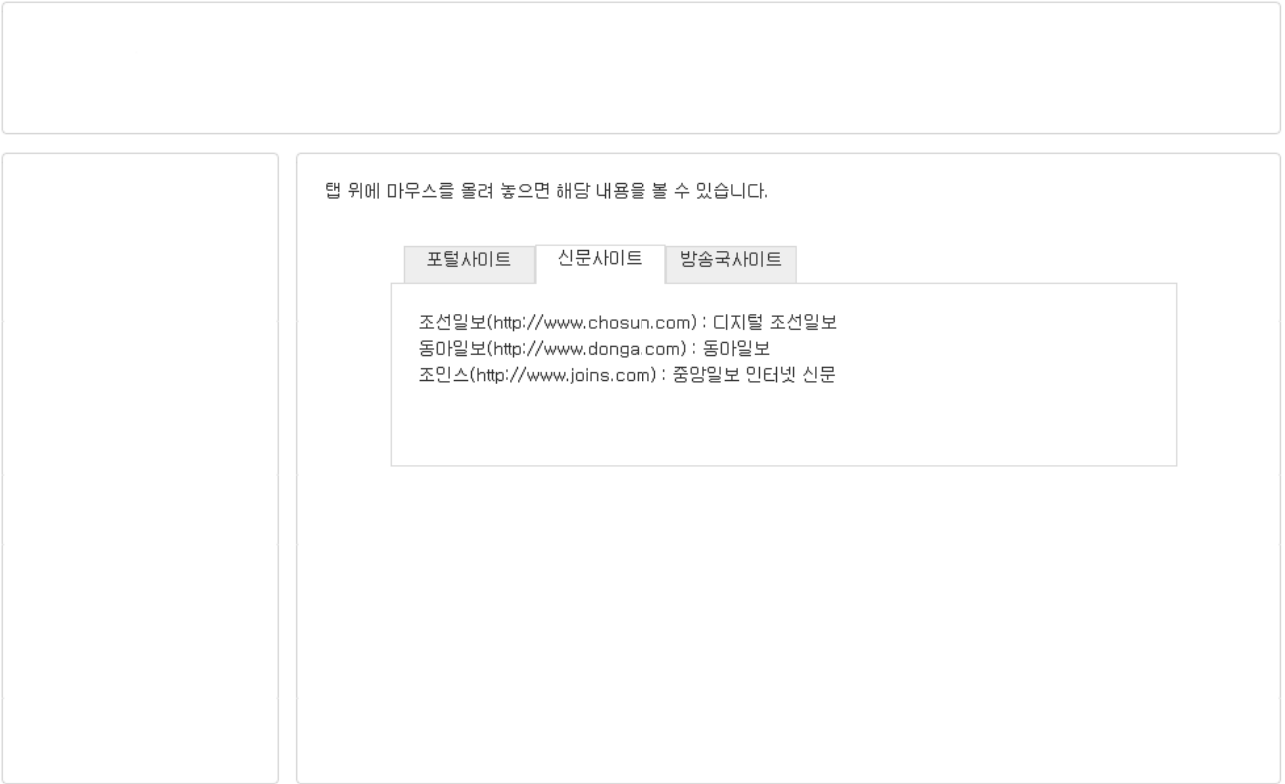 탭 위에 마우스를 올려 놓으면 해당 내용을 볼 수 있습니다.
포털사이트 신문사이트 방송국사이트
조선일보(http://www.chosun.com) : 디지털 조선일보
동아일보(http://www.donga.com) : 동아일보
조인스(http://www.joins.com) : 중앙일보 인터넷 신문